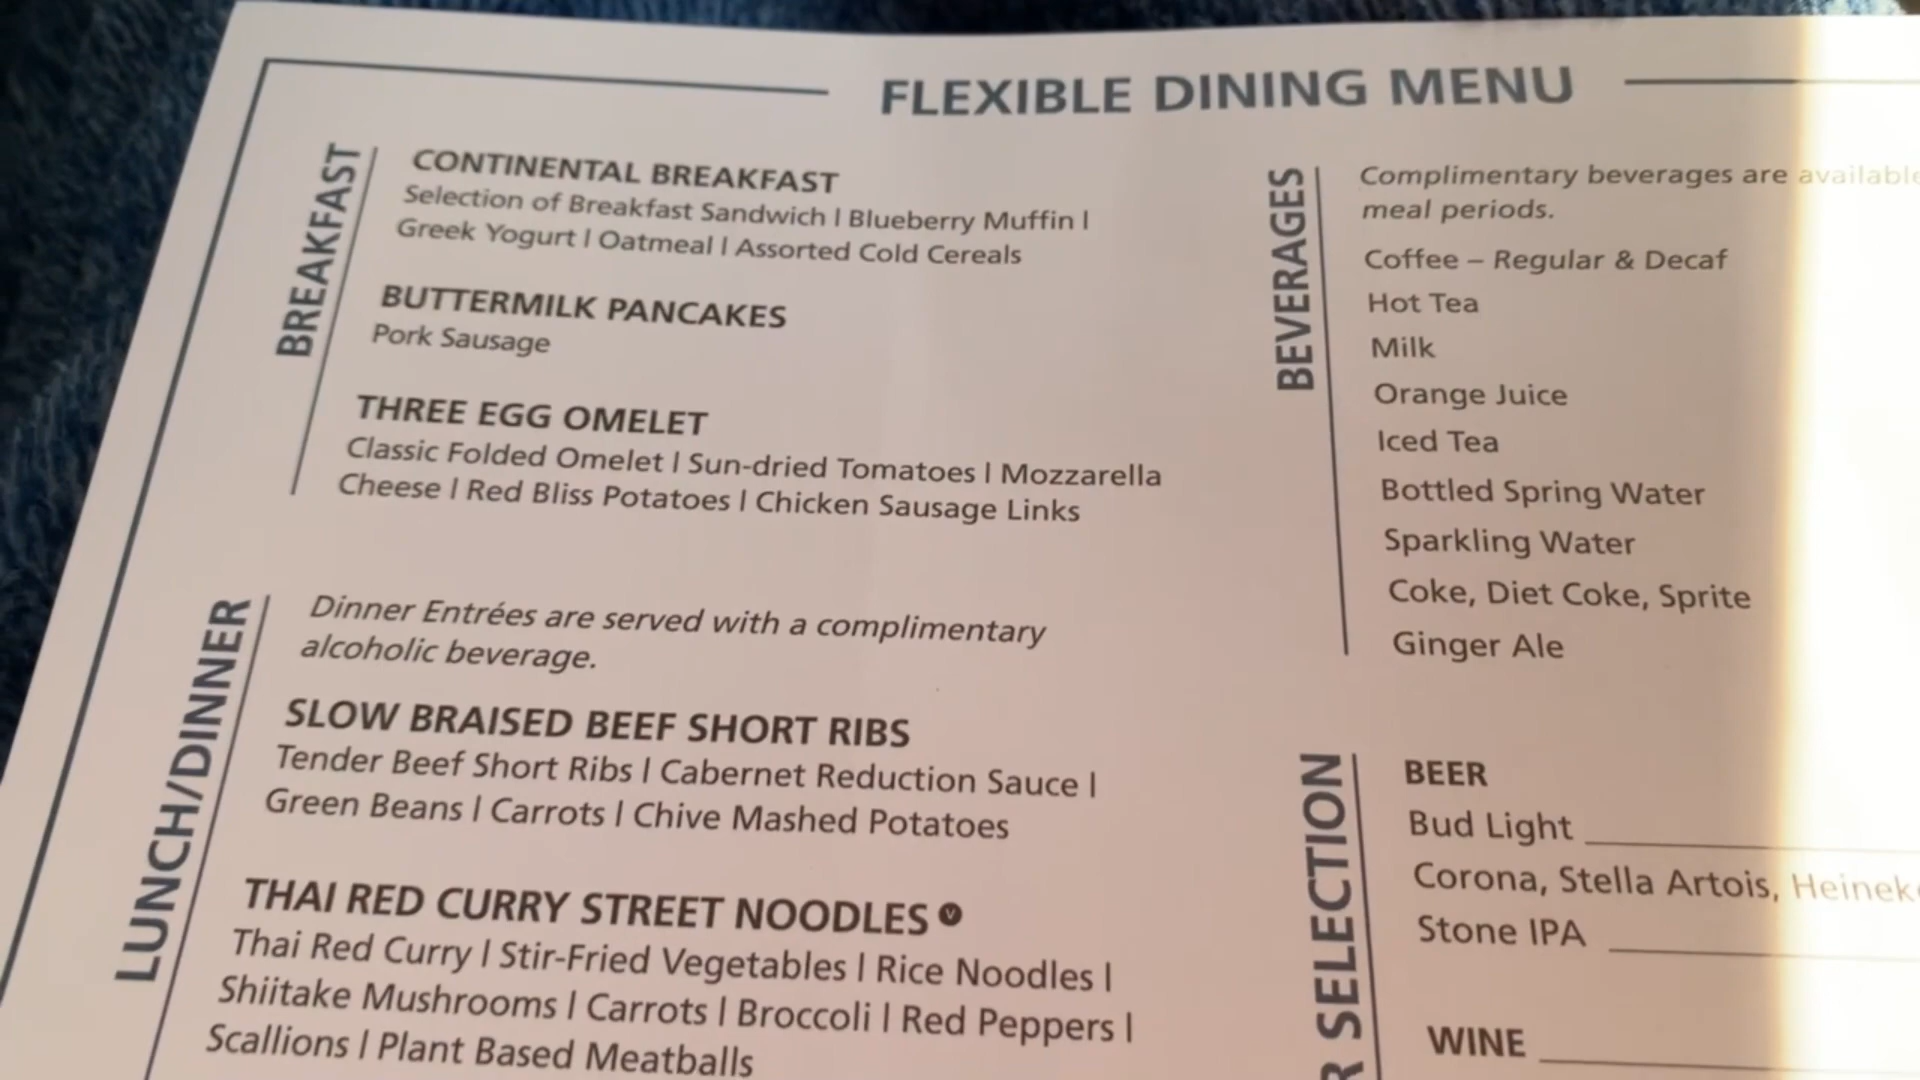 FLEXIBLE DINING MENU
BREAKFAST
CONTINENTAL BREAKFAST
Selection of Breakfast Sandwich | Blueberry Muffin |
Greek Yogurt | Oatmeal | Assorted Cold Cereals
BUTTERMILK PANCAKES
Pork Sausage
THREE EGG OMELET
Classic Folded Omelet | Sun-dried Tomatoes | Mozzarella
Cheese | Red Bliss Potatoes | Chicken Sausage Links
LUNCH/DINNER
Dinner Entrées are served with a complimentary
alcoholic beverage.
SLOW BRAISED BEEF SHORT RIBS
Tender Beef Short Ribs | Cabernet Reduction Sauce |
Green Beans | Carrots | Chive Mashed Potatoes
THAI RED CURRY STREET NOODLES V
Thai Red Curry | Stir-Fried Vegetables | Rice Noodles |
Shiitake Mushrooms | Carrots | Broccoli | Red Peppers |
Scallions | Plant Based Meatballs
BEVERAGES
Complimentary beverages are available
meal periods.
Coffee – Regular & Decaf
Hot Tea
Milk
Orange Juice
Iced Tea
Bottled Spring Water
Sparkling Water
Coke, Diet Coke, Sprite
Ginger Ale
R SELECTION
BEER
Bud Light
Corona, Stella Artois, Heinek
Stone IPA
WINE